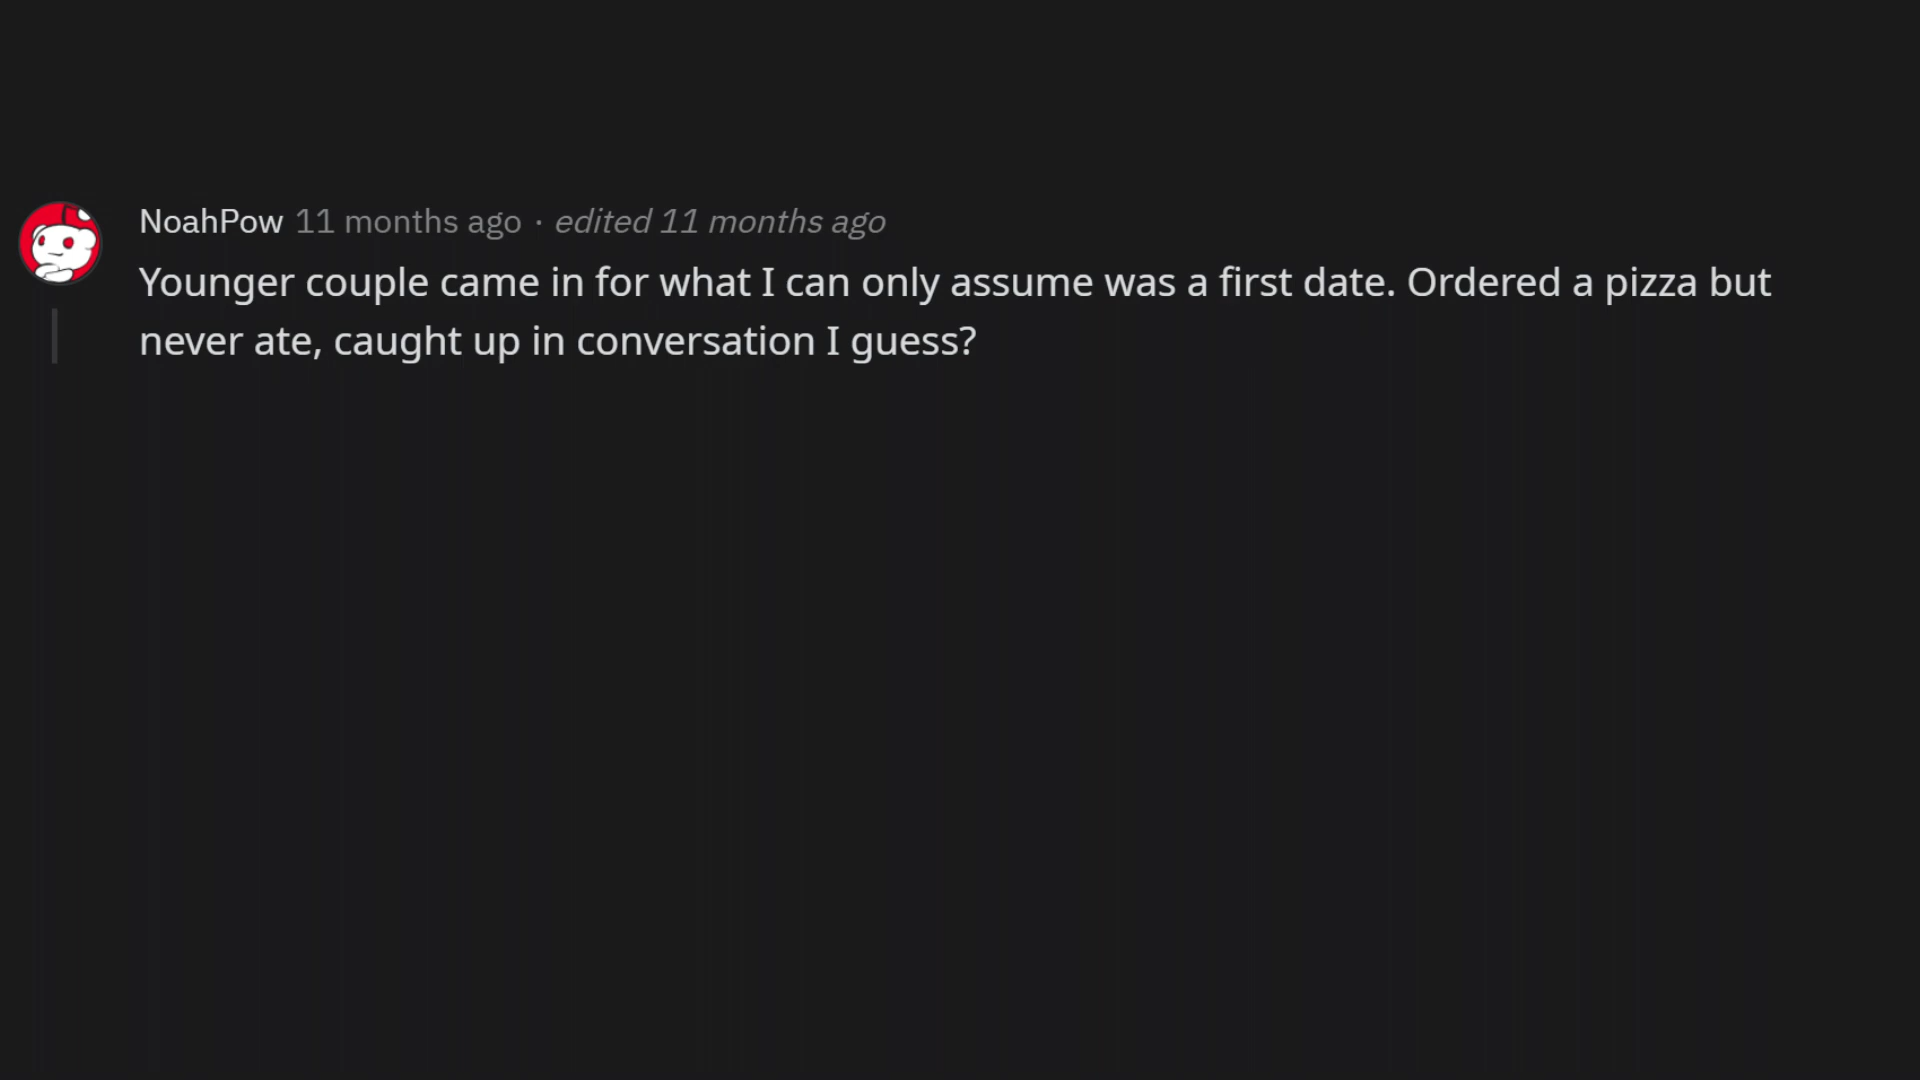 NoahPow 11 months ago · edited 11 months ago
Younger couple came in for what I can only assume was a first date. Ordered a pizza but
never ate, caught up in conversation I guess?